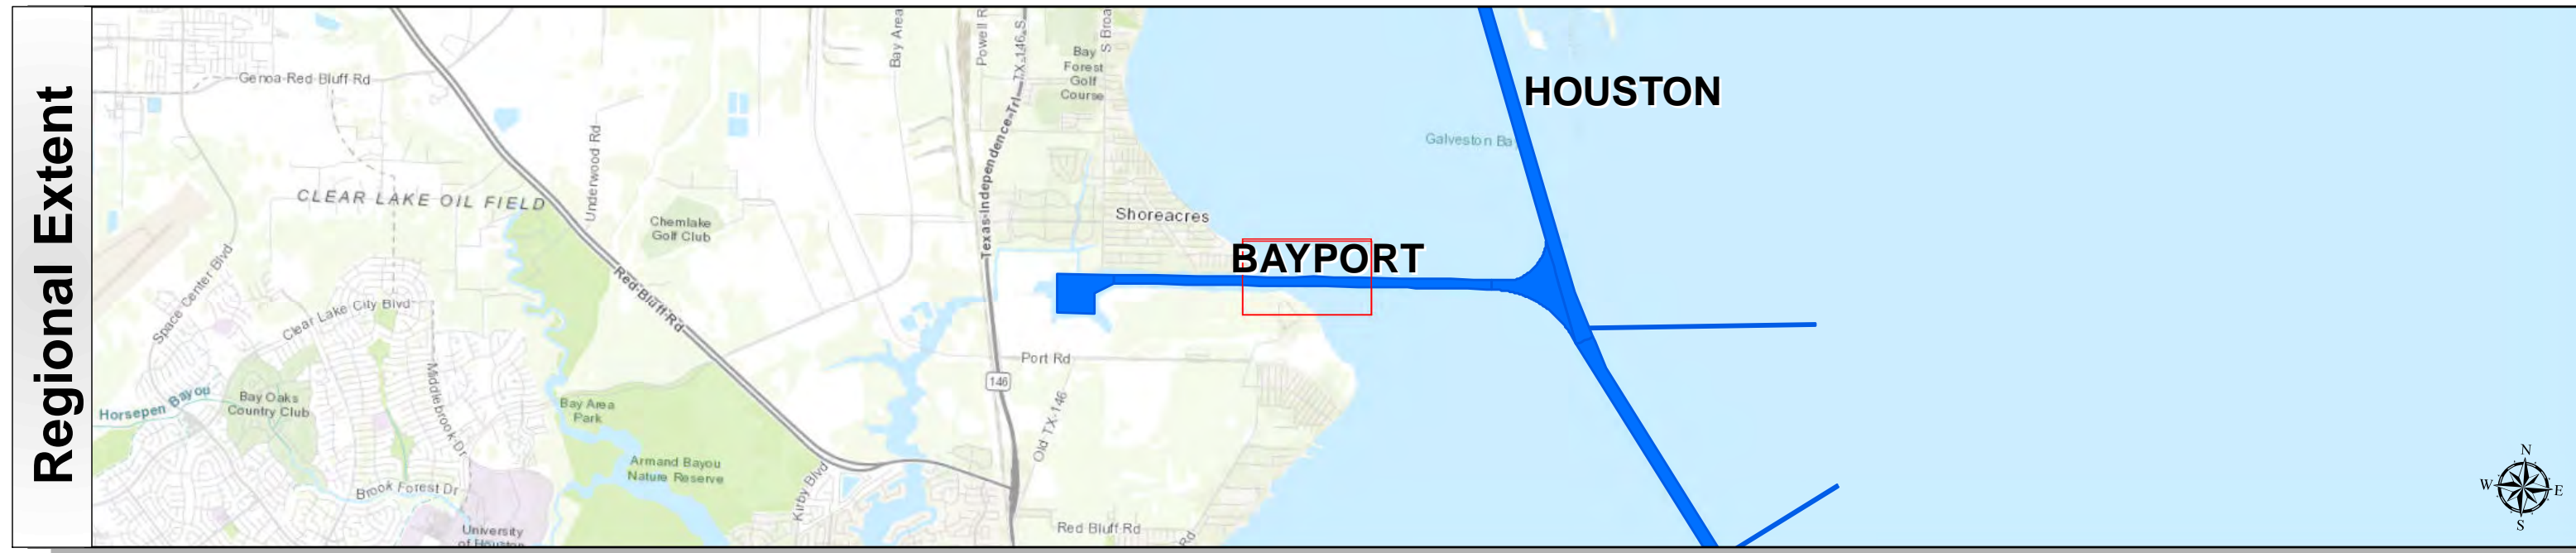 Regional Extent
Genoa-Red Bluff-Rd
CLEAR LAKE OIL FIELD
Underwood Rd
Chemlake
Golf Club
Bay Area
Powell R
TX-146 S
S Broa
Bay
Forest
Golf
Course
Texas-Independence-Trl
Shoreacres
HOUSTON
Galveston Ba
BAYPORT
Space Center Blvd
Clear Lake City Blvd
Red-Bluff-Rd
Middlebrook Dr
Horsepen Bayou
Bay Oaks
Country Club
Bay Area
Park
Port Rd
146
Old TX-146
Armand Bayou
Nature Reserve
Kirby Blvd
Brook Forest Dr
University
of Houston
Red Bluff Rd
Rd
N
W
E
S